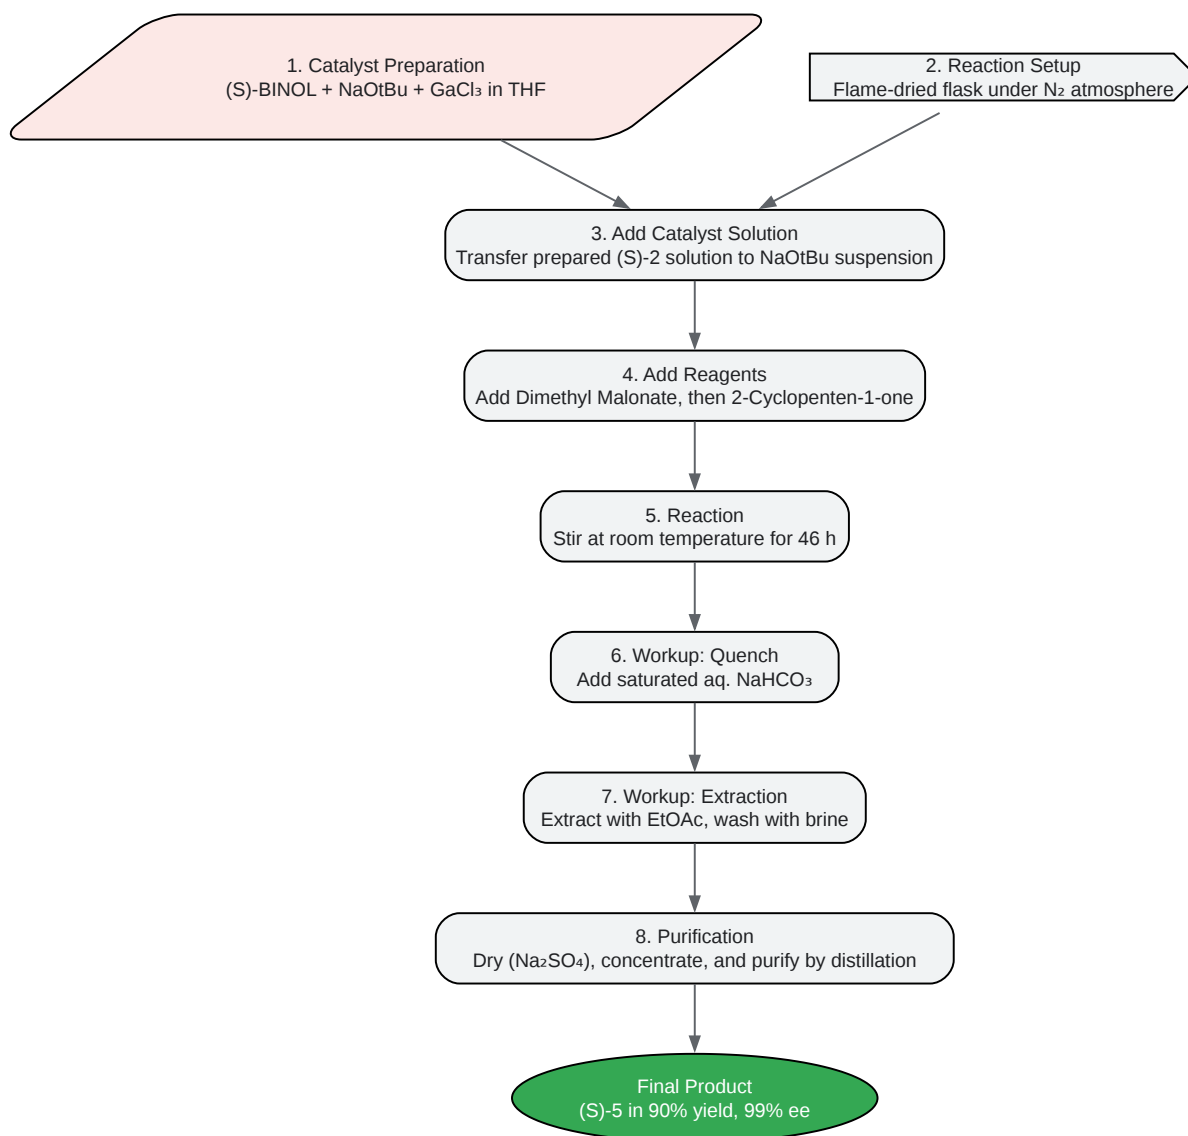 1. Catalyst Preparation
(S)-BINOL + NaOtBu + GaCl₃ in THF
2. Reaction Setup
Flame-dried flask under N₂ atmosphere
3. Add Catalyst Solution
Transfer prepared (S)-2 solution to NaOtBu suspension
4. Add Reagents
Add Dimethyl Malonate, then 2-Cyclopenten-1-one
5. Reaction
Stir at room temperature for 46 h
6. Workup: Quench
Add saturated aq. NaHCO₃
7. Workup: Extraction
Extract with EtOAc, wash with brine
8. Purification
Dry (Na₂SO₄), concentrate, and purify by distillation
Final Product
(S)-5 in 90% yield, 99% ee